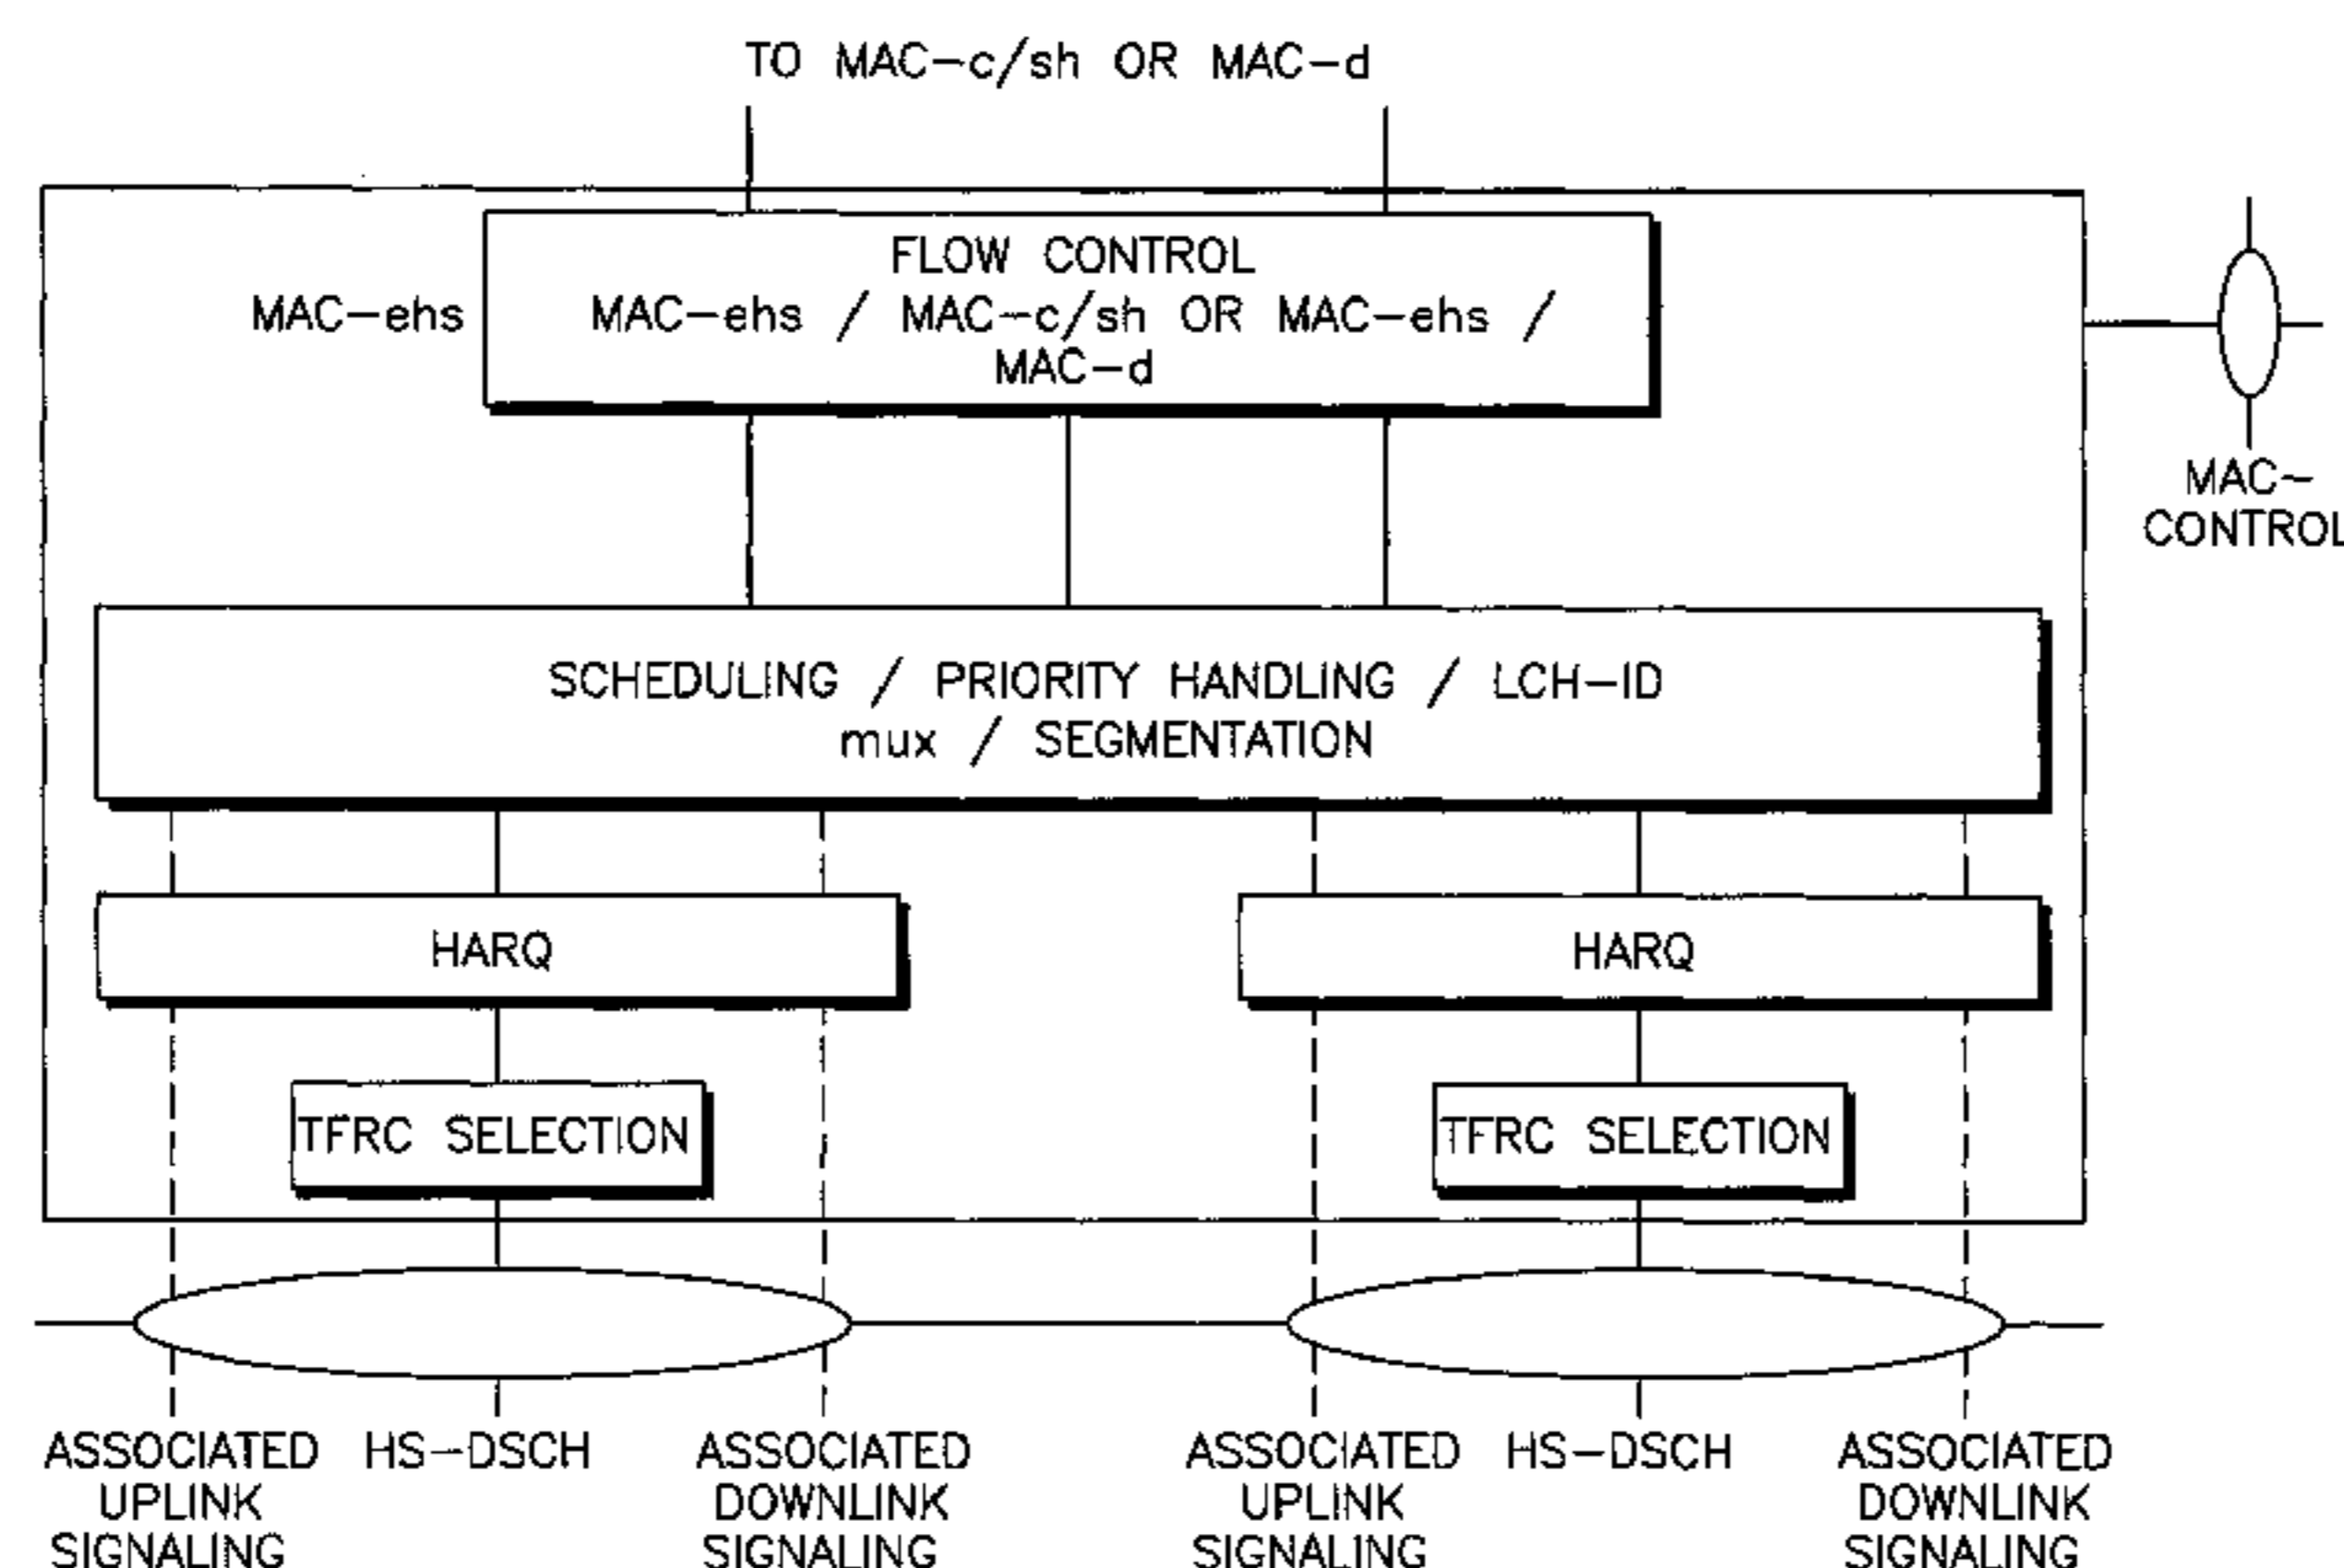 TO MAC-c/sh OR MAC-d
FLOW CONTROL
MAC-ehs
MAC-ehs / MAC-c/sh OR MAC-ehs /
MAC-d
MAC-
CONTROL
SCHEDULING / PRIORITY HANDLING / LCH-ID
mux / SEGMENTATION
HARQ
HARQ
TFRC SELECTION
TFRC SELECTION
ASSOCIATED
UPLINK
SIGNALING
HS-DSCH
ASSOCIATED
DOWNLINK
SIGNALING
ASSOCIATED
UPLINK
SIGNALING
HS-DSCH
ASSOCIATED
DOWNLINK
SIGNALING